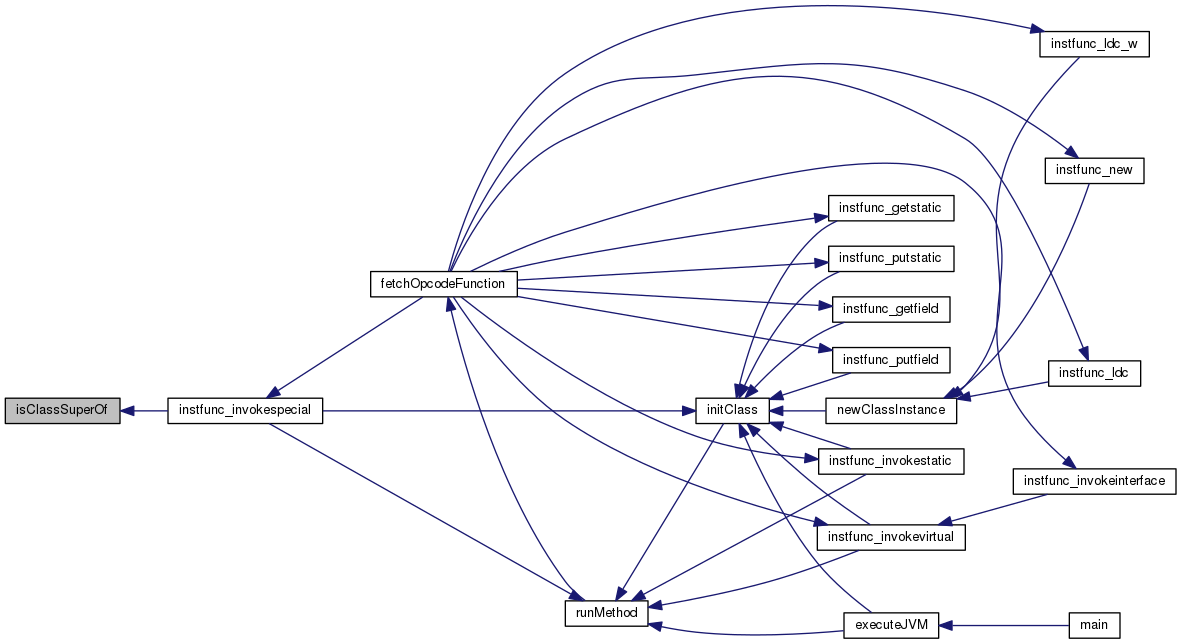 instfunc_ldc_w
instfunc_new
instfunc_getstatic
instfunc_putstatic
fetchOpcodeFunction
instfunc_getfield
instfunc_putfield
instfunc_ldc
isClassSuperOf
instfunc_invokespecial
initClass
newClassInstance
instfunc_invokestatic
instfunc_invokeinterface
instfunc_invokevirtual
runMethod
executeJVM
main